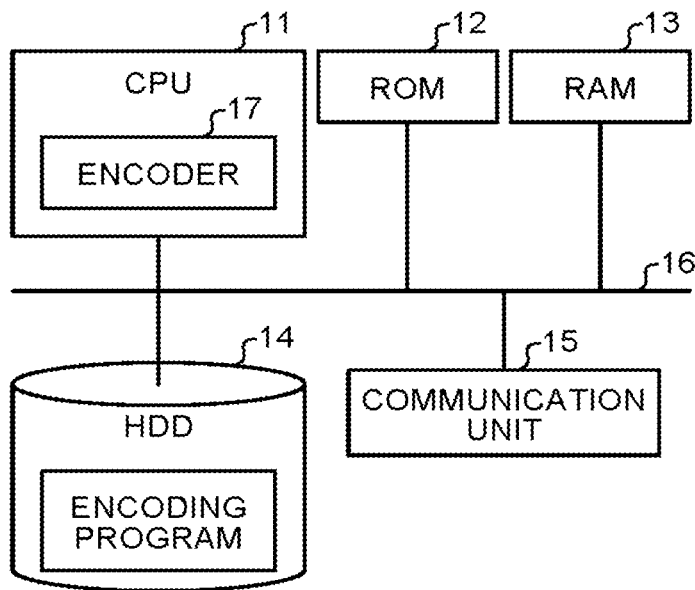 11
12
13
CPU
ROM
RAM
17
ENCODER
16
14
15
HDD
COMMUNICATION
UNIT
ENCODING
PROGRAM